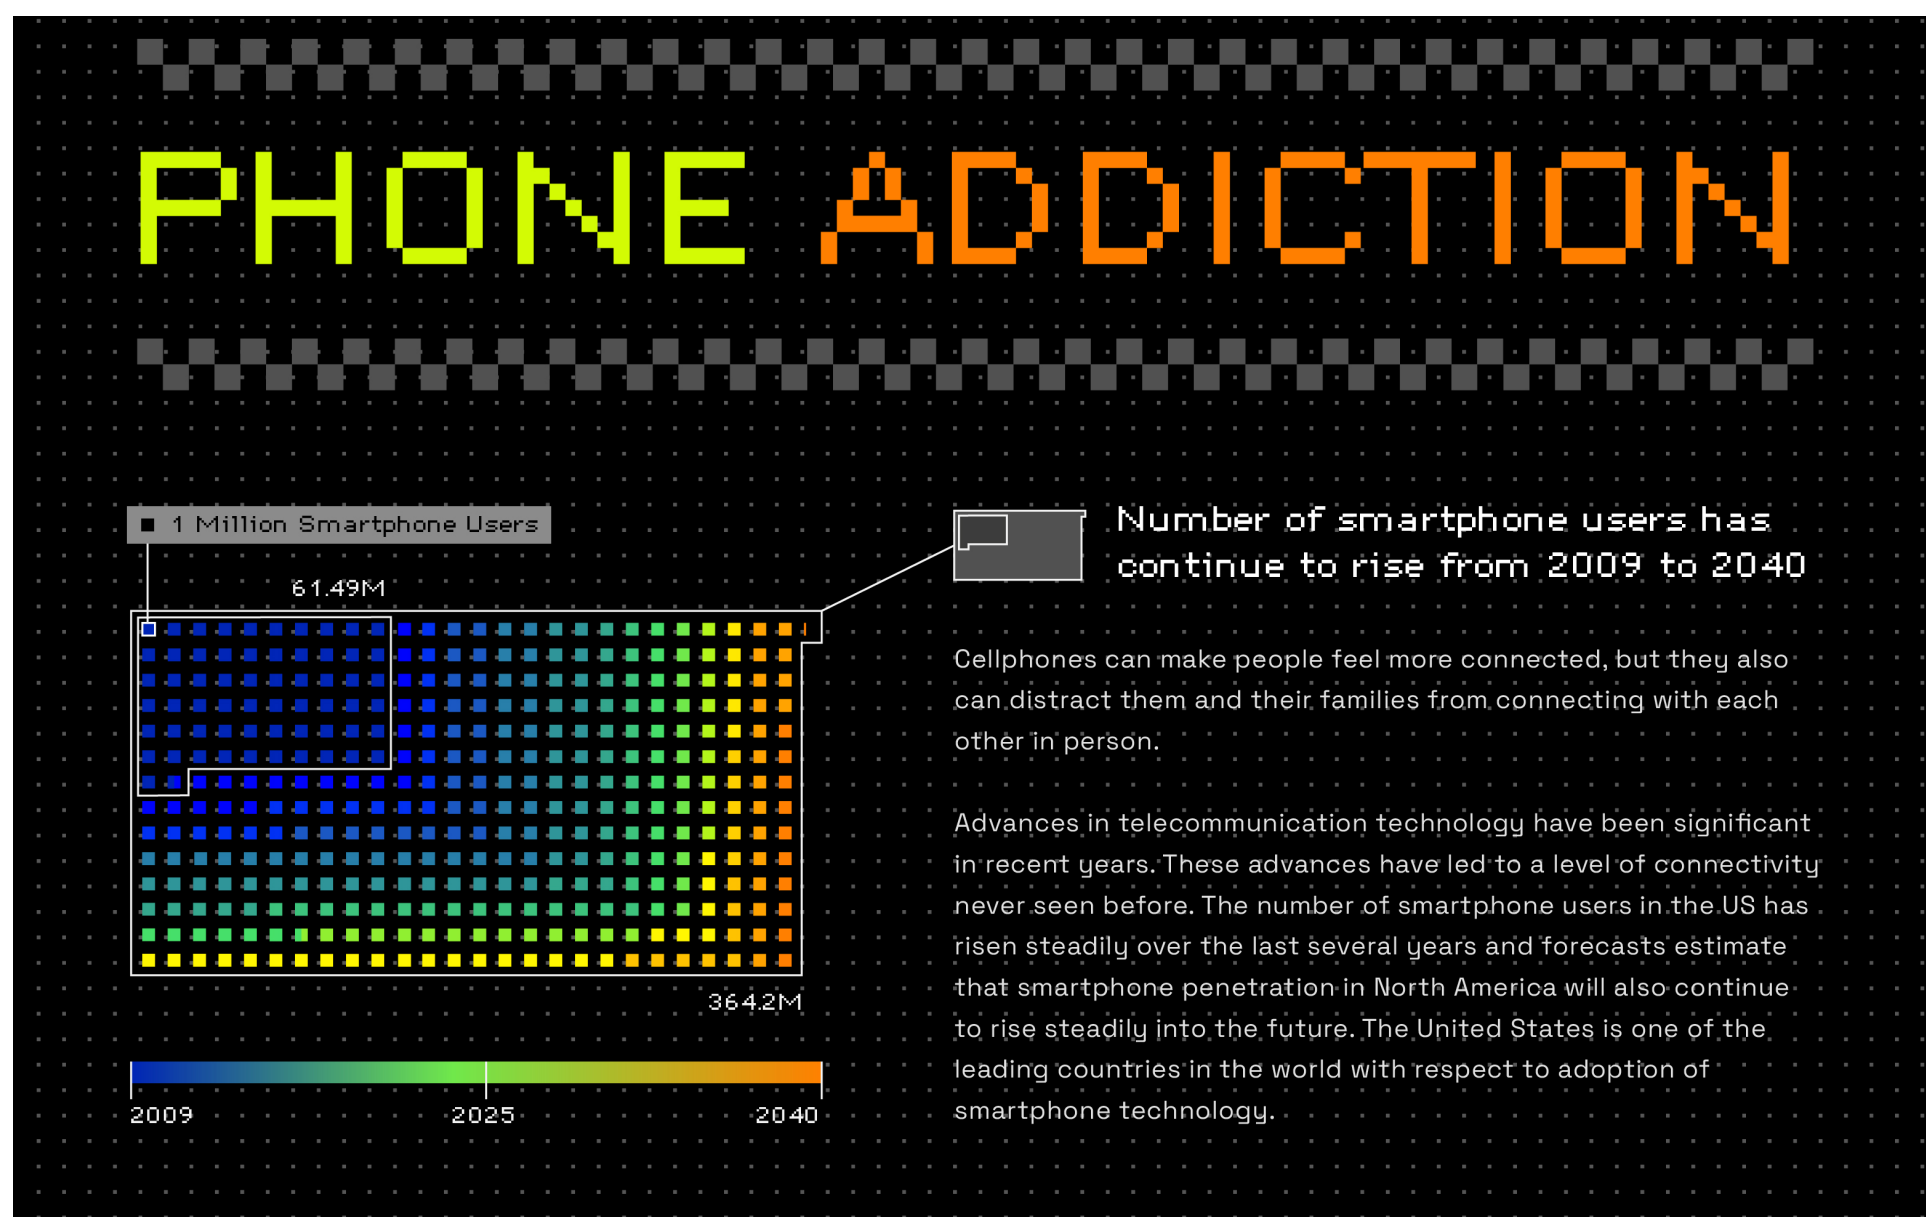 PHONE ADDICTION
1 Million Smartphone Users
61.49M
364.2M
2009
2025
2040
Number of smartphone users has
continue to rise from 2009 to 2040
Cellphones can make people feel more connected, but they also
can distract them and their families from connecting with each
other in person.
Advances in telecommunication technology have been significant
in recent years. These advances have led to a level of connectivity
never seen before. The number of smartphone users in the US has
risen steadily over the last several years and forecasts estimate
that smartphone penetration in North America will also continue
to rise steadily into the future. The United States is one of the
leading countries in the world with respect to adoption of
smartphone technology.